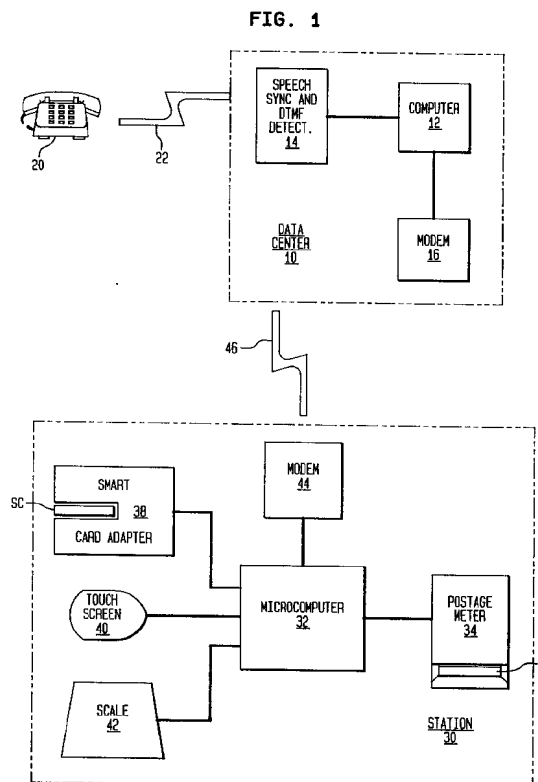 FIG. 1
SPEECH
SYNC AND
DTMF
DETECT.
14
COMPUTER
12
20
22
DATA
CENTER
10
MODEM
16
46
SMART
38
CARD ADAPTER
SC
MODEM
44
TOUCH
SCREEN
40
MICROCOMPUTER
32
POSTAGE
METER
34
SCALE
42
STATION
30